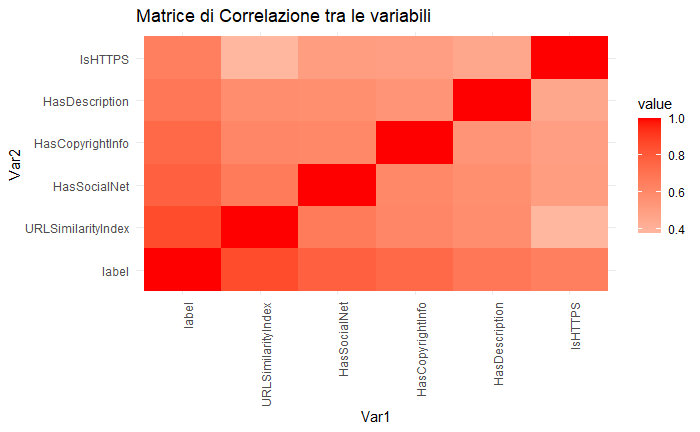 Matrice di Correlazione tra le variabili
Var2
IsHTTPS
HasDescription
HasCopyrightInfo
HasSocialNet
URLSimilarityIndex
label
label
URLSimilarityIndex
HasSocialNet
HasCopyrightInfo
HasDescription
IsHTTPS
Var1
value
1.0
0.8
0.6
0.4